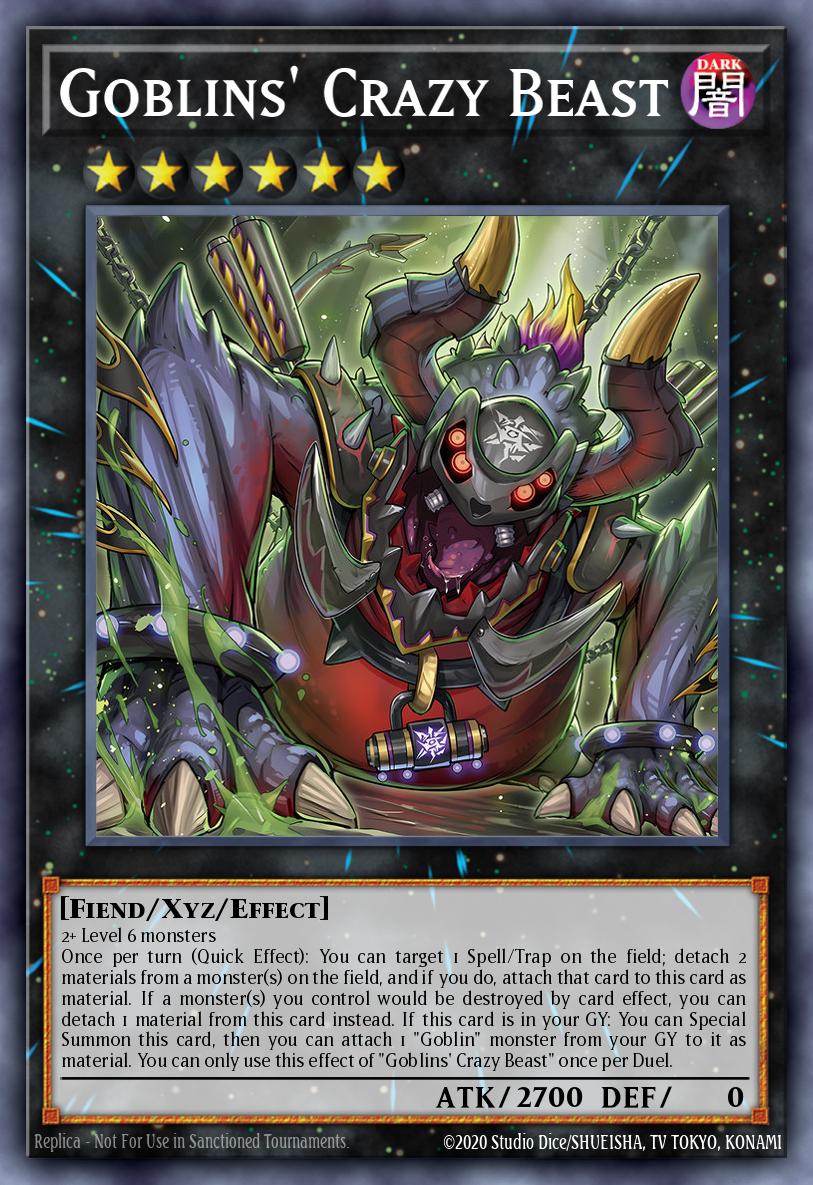 Goblins' Crazy Beast
DARK
闇
[Fiend/Xyz/Effect]
2+ Level 6 monsters
Once per turn (Quick Effect): You can target 1 Spell/Trap on the field; detach 2
materials from a monster(s) on the field, and if you do, attach that card to this card as
material. If a monster(s) you control would be destroyed by card effect, you can
detach 1 material from this card instead. If this card is in your GY: You can Special
Summon this card, then you can attach 1 "Goblin" monster from your GY to it as
material. You can only use this effect of "Goblins' Crazy Beast" once per Duel.
ATK/2700 DEF/ 0
Replica - Not For Use in Sanctioned Tournaments.
©2020 Studio Dice/SHUEISHA, TV TOKYO, KONAMI